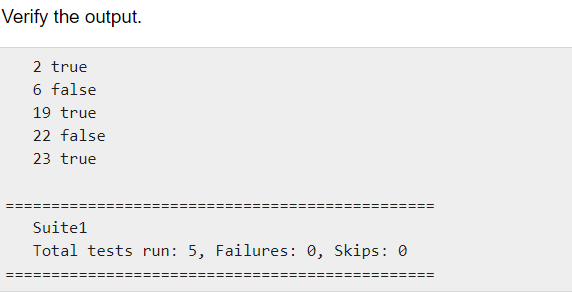 Verify the output.
2 true
6 false
19 true
22 false
23 true
===============================================
Suite1
Total tests run: 5, Failures: 0, Skips: 0
===============================================